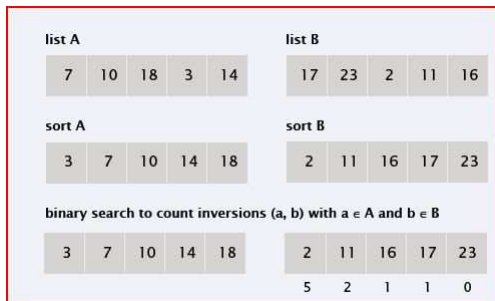 list A list B
7 10 18 3 14 17 23 2 11 16
sort A sort B
3 7 10 14 18 2 11 16 17 23
binary search to count inversions (a, b) with a ϵ A and b ϵ B
3 7 10 14 18 2 11 16 17 23
5 2 1 1 0